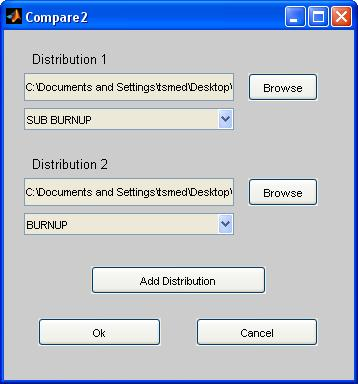 Compare2
Distribution 1
C:\Documents and Settings\tsmed\Desktop\
Browse
SUB BURNUP
Distribution 2
C:\Documents and Settings\tsmed\Desktop\
Browse
BURNUP
Add Distribution
Ok
Cancel